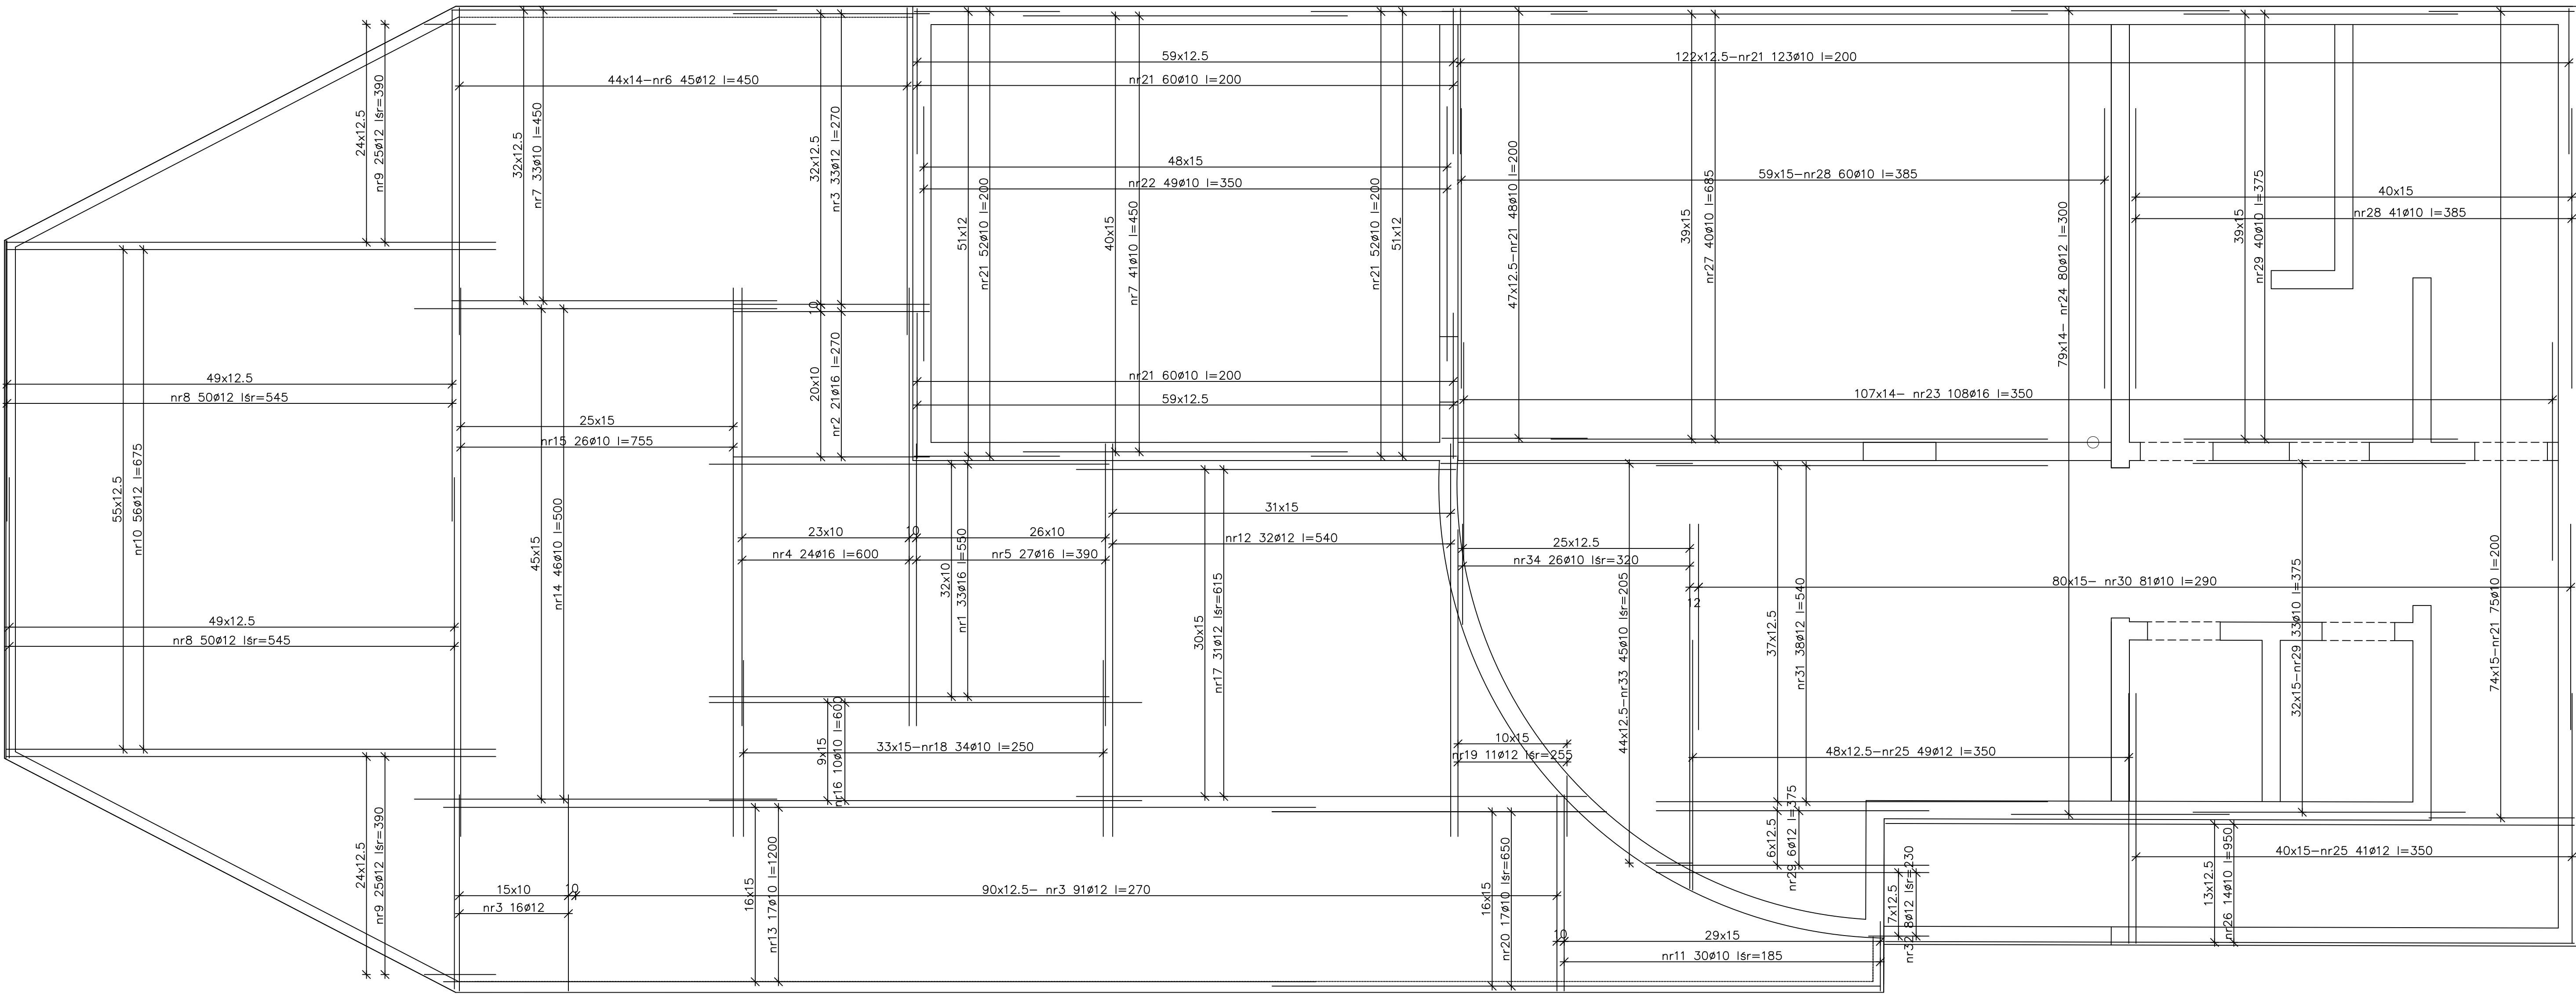 24x12.5
nr9 25ø12 lśr=390
32x12.5
nr7 33ø10 l=450
44x14-nr6 45ø12 l=450
32x12.5
nr3 33ø12 l=270
10
20x10
nr2 21ø16 l=270
59x12.5
nr21 60ø10 l=200
48x15
nr22 49ø10 l=350
51x12
nr21 52ø10 l=200
40x15
nr7 41ø10 l=450
nr21 52ø10 l=200
51x12
nr21 60ø10 l=200
59x12.5
122x12.5-nr21 123ø10 l=200
47x12.5-nr21 48ø10 l=200
39x15
nr27 40ø10 l=685
59x15-nr28 60ø10 l=385
79x14- nr24 80ø12 l=300
39x15
nr29 40ø10 l=375
40x15
nr28 41ø10 l=385
107x14- nr23 108ø16 l=350
49x12.5
nr8 50ø12 lśr=545
55x12.5
nr10 56ø12 l=675
49x12.5
nr8 50ø12 lśr=545
25x15
nr15 26ø10 l=755
45x15
nr14 46ø10 l=500
23x10
10
26x10
nr4 24ø16 l=600
nr5 27ø16 l=390
32x10
nr1 33ø16 l=550
31x15
nr12 32ø12 l=540
30x15
nr17 31ø12 lśr=615
25x12.5
nr34 26ø10 lśr=320
44x12.5-nr33 45ø10 lśr=205
80x15- nr30 81ø10 l=290
12
37x12.5
nr31 38ø12 l=540
32x15-nr29 33ø10 l=375
74x15-nr21 75ø10 l=200
9x15
nr16 10ø10 l=600
33x15-nr18 34ø10 l=250
10x15
nr19 11ø12 lśr=255
48x12.5-nr25 49ø12 l=350
24x12.5
nr9 25ø12 lśr=390
15x10
10
nr3 16ø12
90x12.5- nr3 91ø12 l=270
16x15
nr13 17ø10 l=1200
16x15
nr20 17ø10 lśr=650
10
29x15
nr11 30ø10 lśr=185
6x12.5
nr29 6ø12 l=375
7x12.5
nr32 8ø12 lśr=230
40x15-nr25 41ø12 l=350
13x12.5
nr26 14ø10 l=950